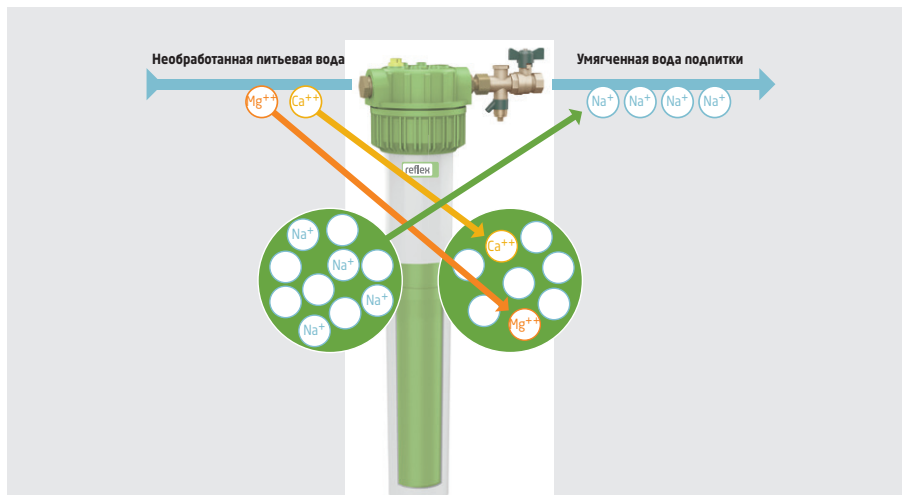 Необработанная питьевая вода
Умягченная вода подпитки
Mg++
Ca++
Na+
Na+
Na+
Na+
reflex
Na+
Na+
Na+
Na+
Ca++
Mg++